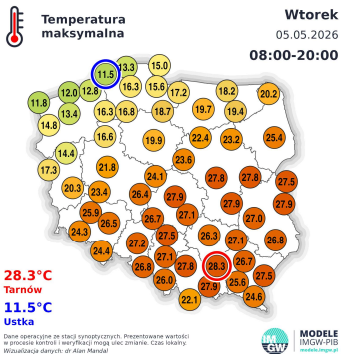 Temperatura
maksymalna
Wtorek
05.05.2026
08:00-20:00
11.5 13.3 15.0
11.8 12.0 12.8 16.3 15.6 17.2 18.2 20.2
13.4 16.3 16.8 18.7 19.7 19.4
14.8 16.6 19.9 22.4 23.2 25.4
14.4 23.6
17.3 21.8 24.1 27.8 27.8 27.5
20.3 23.4 26.4 27.9 27.9 27.9
25.9 26.5 26.7 27.1 27.0
24.3 27.5 26.3 27.1 26.8
24.4 27.2 27.1
26.8 27.8 28.3 26.7 27.5
26.0 27.9 25.6
22.1 24.6
28.3°C
Tarnów
11.5°C
Ustka
Dane operacyjne ze stacji synoptycznych. Prezentowane wartości
w procesie kontroli i weryfikacji mogą ulec zmianie. Czas lokalny.
Wizualizacja danych: dr Alan Mandal
IMGW
MODELE
IMGW-PIB
modele.imgw.pl